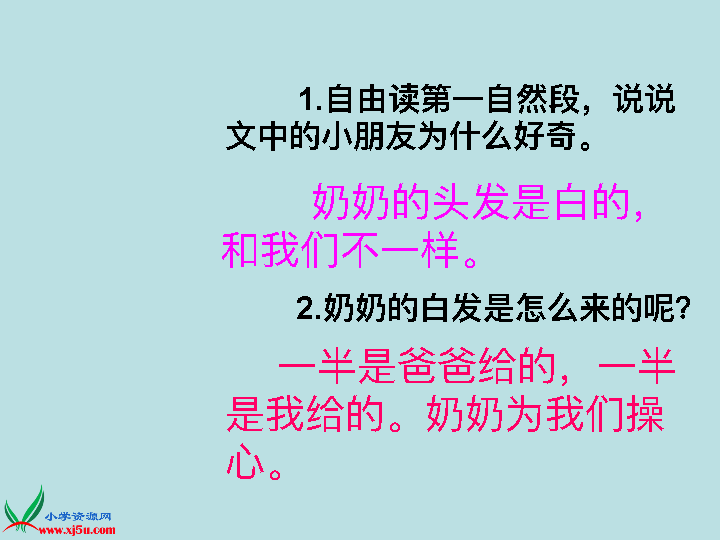 1.自由读第一自然段，说说
文中的小朋友为什么好奇。
奶奶的头发是白的，
和我们不一样。
2.奶奶的白发是怎么来的呢？
一半是爸爸给的，一半
是我给的。奶奶为我们操
心。
小学资源网
www.xj5u.com